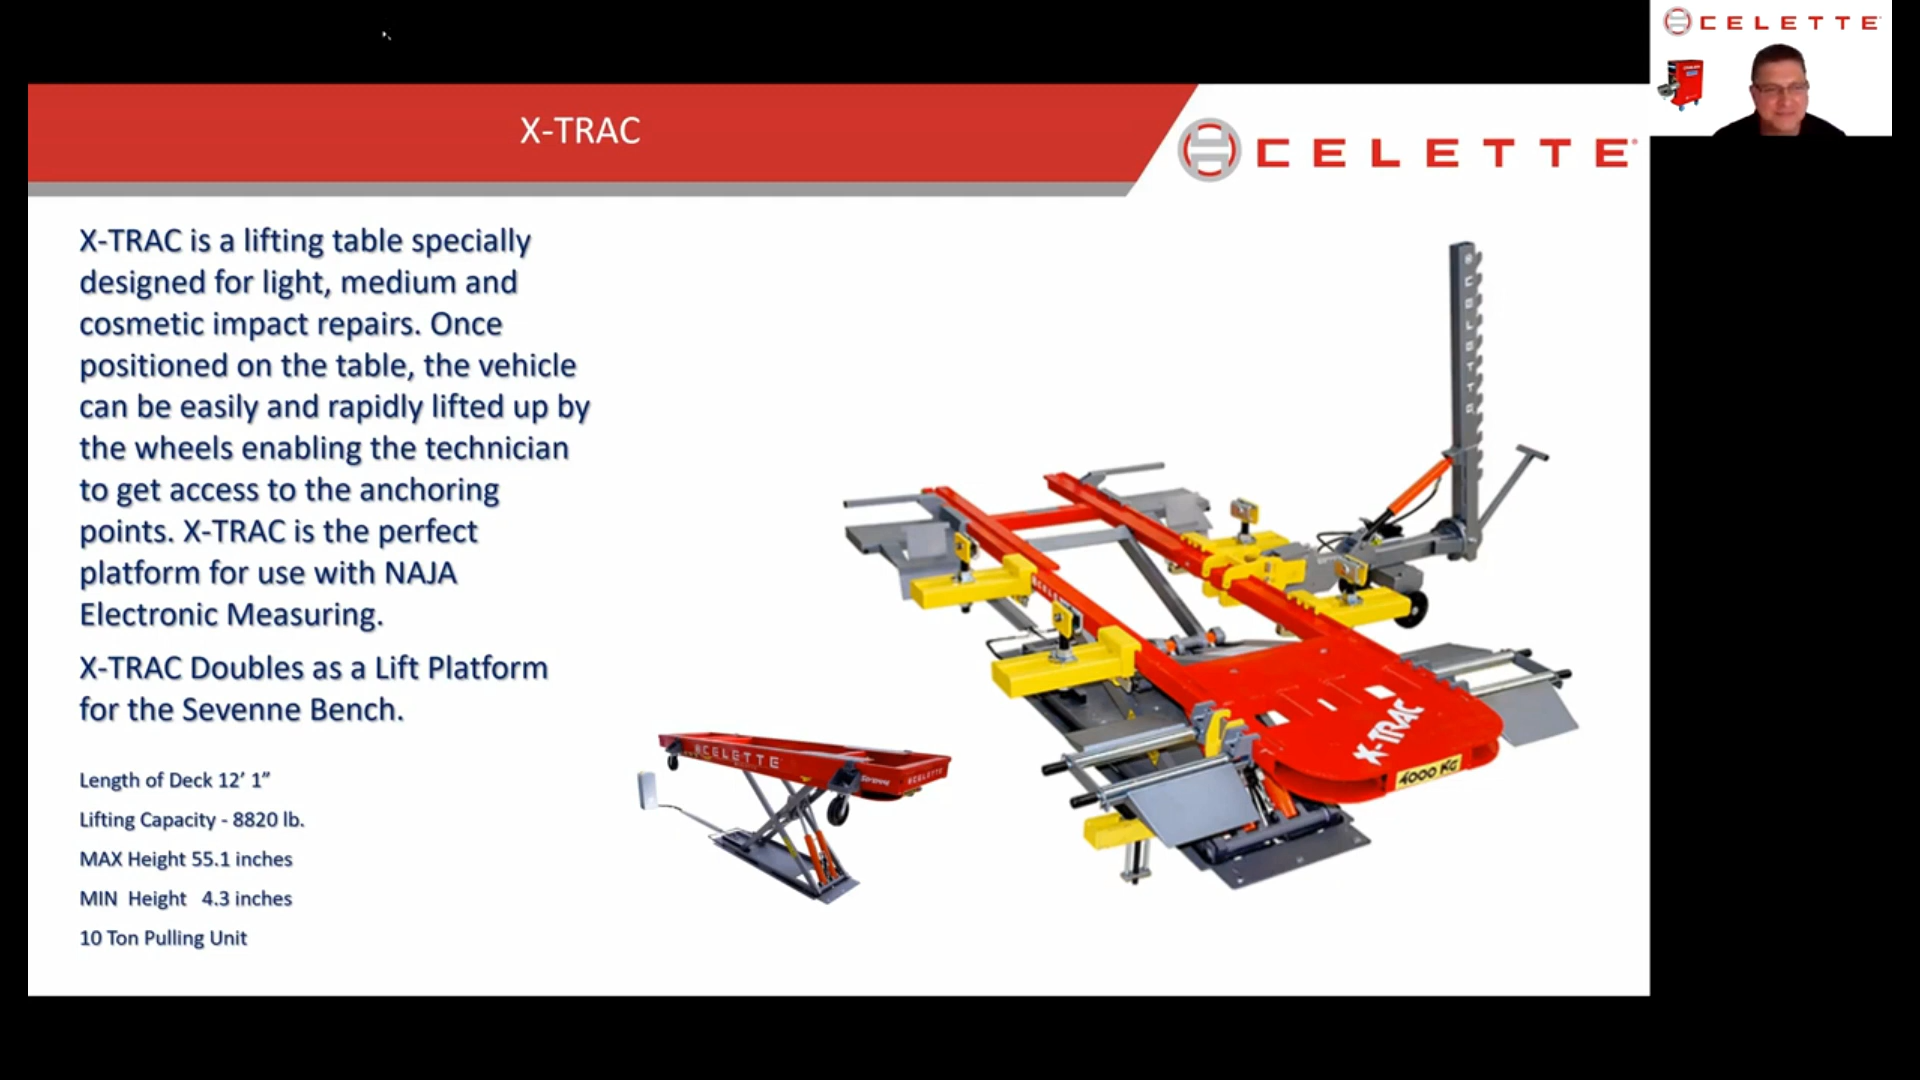 CELETTE
X-TRAC
CELETTE
X-TRAC is a lifting table specially
designed for light, medium and
cosmetic impact repairs. Once
positioned on the table, the vehicle
can be easily and rapidly lifted up by
the wheels enabling the technician
to get access to the anchoring
points. X-TRAC is the perfect
platform for use with NAJA
Electronic Measuring.
X-TRAC Doubles as a Lift Platform
for the Sevenne Bench.
Length of Deck 12’ 1”
Lifting Capacity - 8820 lb.
MAX Height 55.1 inches
MIN Height 4.3 inches
10 Ton Pulling Unit
CELETTE
Sevenne
CELETTE
CELETTE
CELETTE
X-TRAC
4000 KG